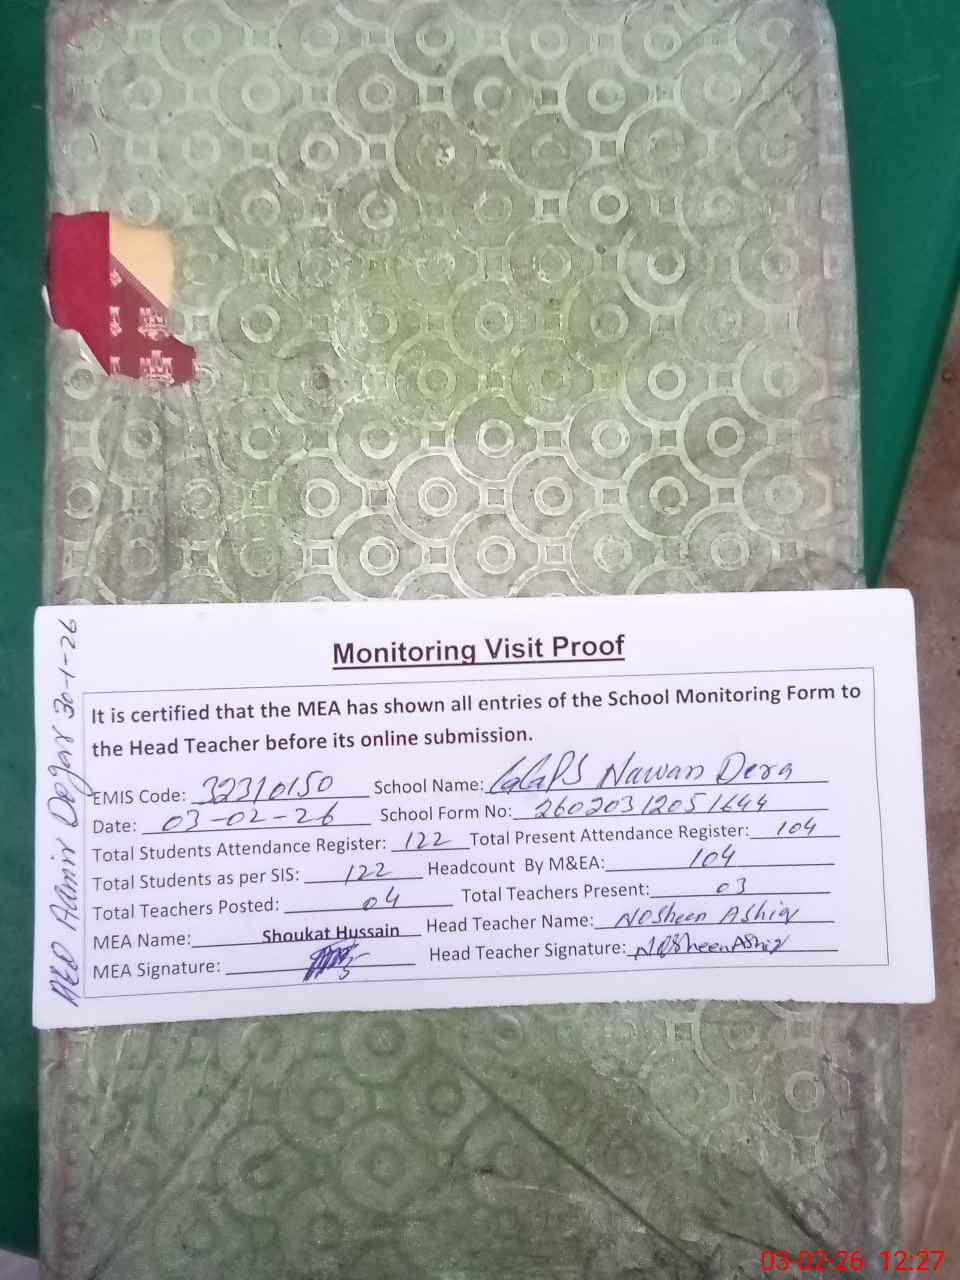 Monitoring Visit Proof
It is certified that the MEA has shown all entries of the School Monitoring Form to
the Head Teacher before its online submission.
EMIS Code: 32310150 School Name: GGPS Nawan Dera
Date: 03-02-26 School Form No: 26020312051644
Total Students Attendance Register: 122 Total Present Attendance Register: 104
Total Students as per SIS: 122 Headcount By M&EA: 104
Total Teachers Posted: 04 Total Teachers Present: 03
MEA Name: Shoukat Hussain Head Teacher Name: Nosheen Ashiq
MEA Signature: Head Teacher Signature: Nosheen Ashiq
AEO Aamir Dogar 30-1-26
03-02-26 12:27